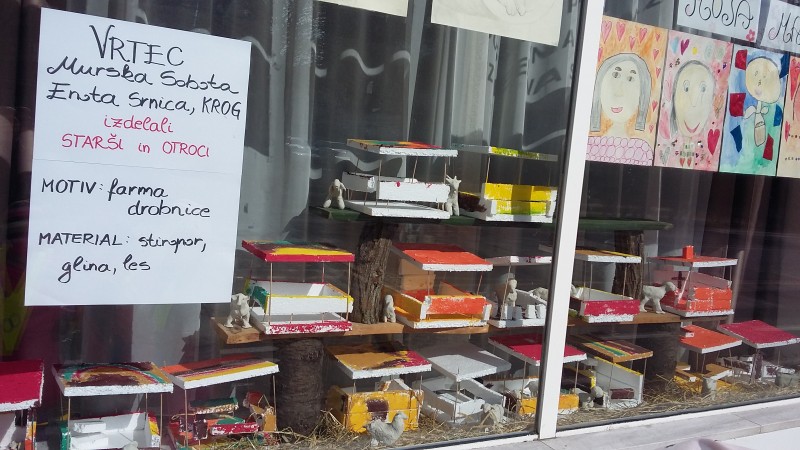 VRTEC
Murska Sobota
Enota Srnica, KROG
izdelali
STARŠI in OTROCI
MOTIV: farma
drobnice
MATERIAL: stiropor,
glina, les